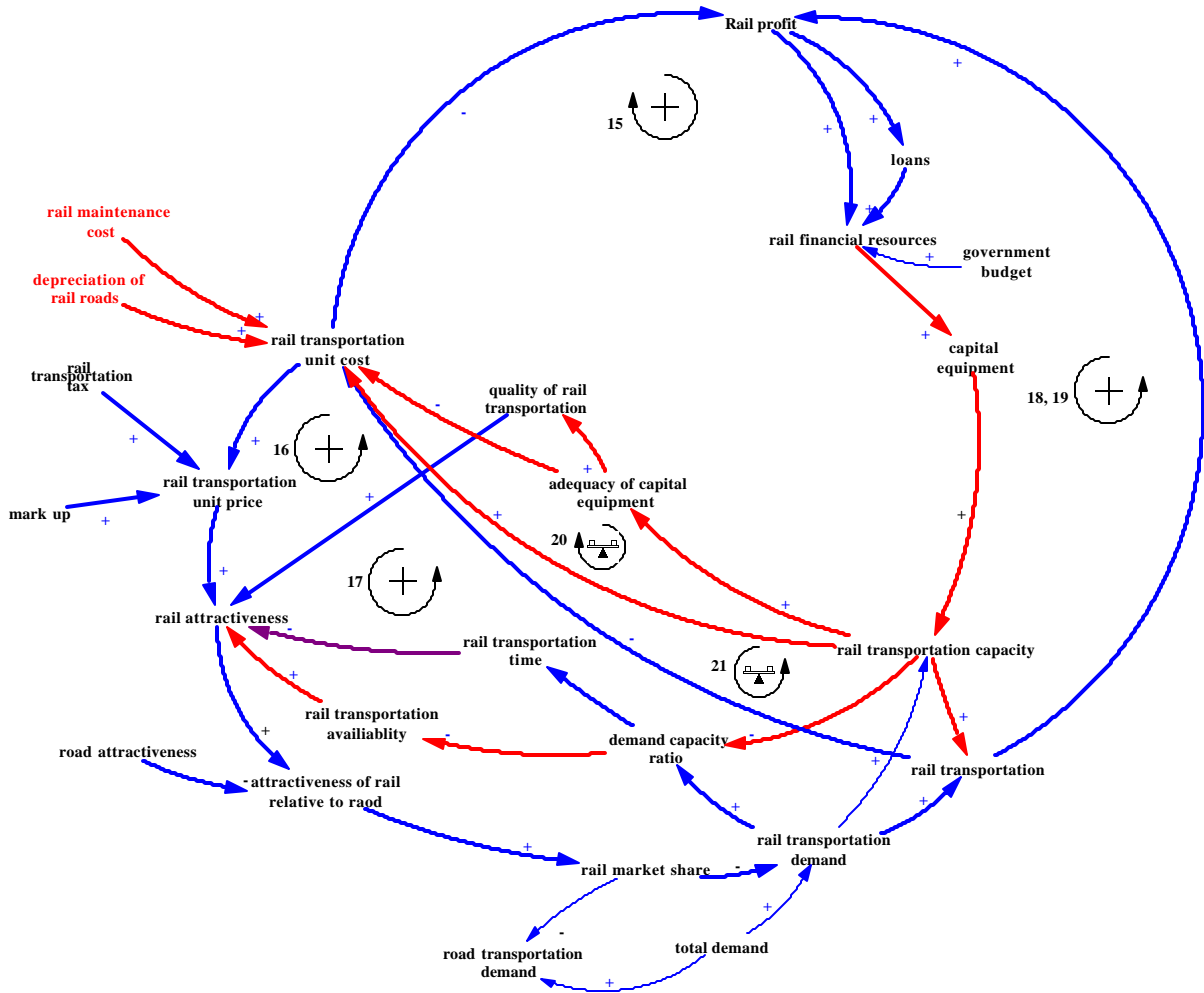 Rail profit
+
-
15
+
+
loans
rail maintenance
cost
+
rail financial resources
+
government
budget
depreciation of
rail roads
+
+
rail transportation
unit cost
+
capital
equipment
rail
transportation
tax
-
quality of rail
transportation
18, 19
+
16
+
+
adequacy of capital
equipment
rail transportation
unit price
mark up
+
+
+
+
20
+
17
+
rail attractiveness
-
rail transportation
time
-
rail transportation capacity
21
+
rail transportation
availiablity
+
+
-
demand capacity
ratio
-
road attractiveness
+
rail transportation
-
attractiveness of rail
relative to raod
+
+
+
rail transportation
demand
rail market share
-
+
-
total demand
road transportation
demand
+